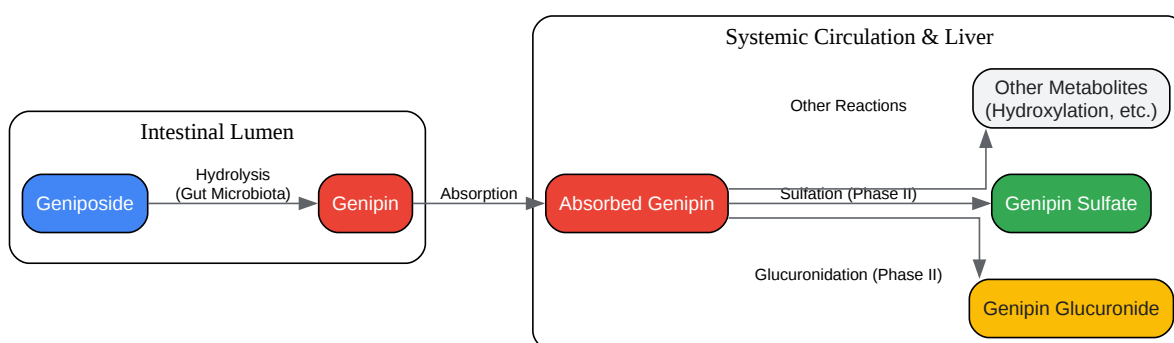 Systemic Circulation & Liver
Other Metabolites
(Hydroxylation, etc.)
Other Reactions
Intestinal Lumen
Hydrolysis
(Gut Microbiota)
Geniposide
Genipin
Absorption
Absorbed Genipin
Sulfation (Phase II)
Genipin Sulfate
Glucuronidation (Phase II)
Genipin Glucuronide